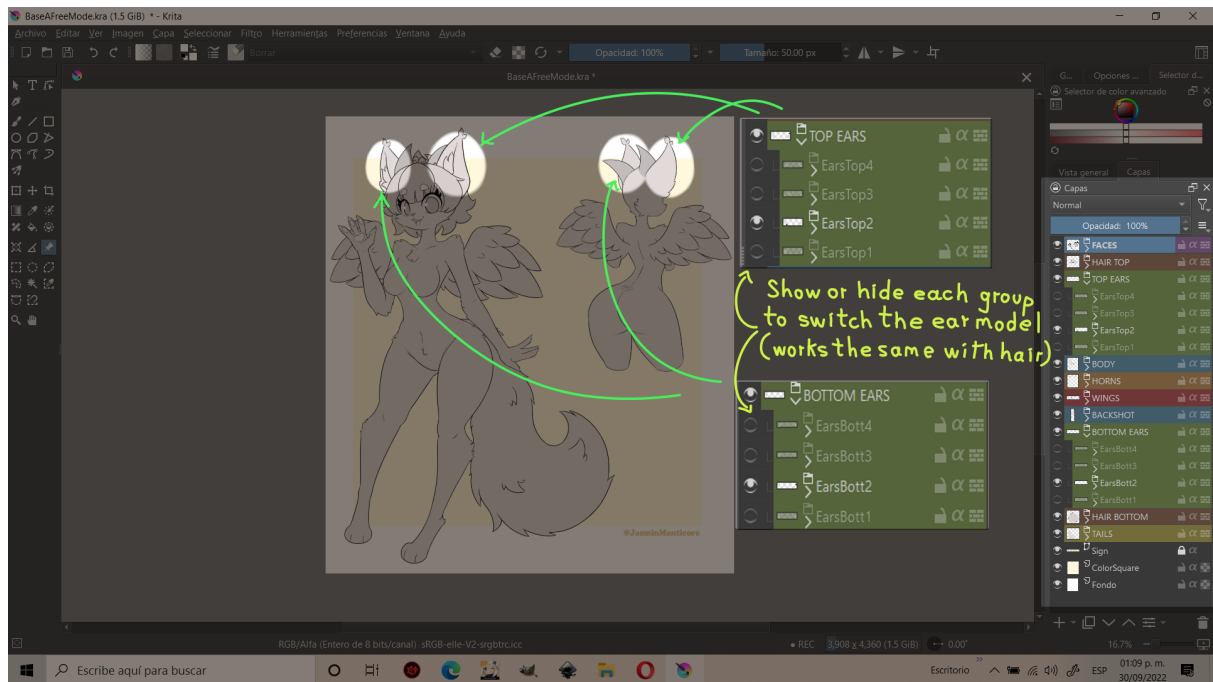 BaseAFreeMode.kra (1.5 GiB) * - Krita
Archivo Editar Ver Imagen Capa Seleccionar Filtro Herramientas Preferencias Ventana Ayuda
Borrar Opacidad: 100% Tamaño: 50.00 px
BaseAFreeMode.kra *
G... Opciones ... Selector d...
Selector de color avanzado
Vista general Capas
Capas
Normal
Opacidad: 100%
FACES
HAIR TOP
TOP EARS
EarsTop4
EarsTop3
EarsTop2
EarsTop1
BODY
HORNS
WINGS
BACKSHOT
BOTTOM EARS
EarsBott4
EarsBott3
EarsBott2
EarsBott1
HAIR BOTTOM
TAILS
Sign
ColorSquare
Fondo
TOP EARS
EarsTop4
EarsTop3
EarsTop2
EarsTop1
Show or hide each group
to switch the ear model
(works the same with hair)
BOTTOM EARS
EarsBott4
EarsBott3
EarsBott2
EarsBott1
@JasminManticore
RGB/Alfa (Entero de 8 bits/canal) sRGB-elle-V2-srgbtrc.icc
REC 3,908 x 4,360 (1.5 GiB) 0.00°
16.7%
Escribe aquí para buscar
Escritorio
ESP
01:09 p. m.
30/09/2022